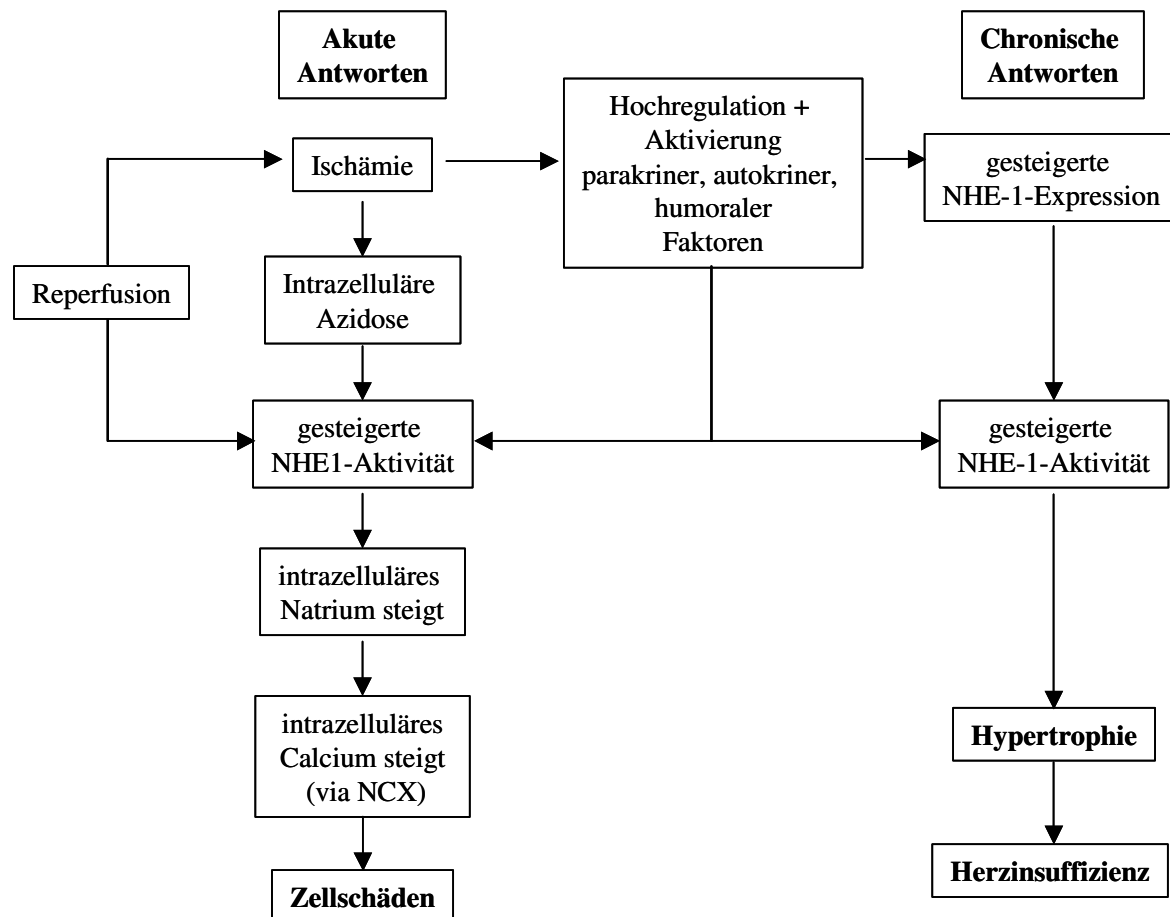 Akute
Antworten
Chronische
Antworten
Hochregulation +
Aktivierung
parakriner, autokriner,
humoraler
Faktoren
Ischämie
gesteigerte
NHE-1-Expression
Reperfusion
Intrazelluläre
Azidose
gesteigerte
NHE1-Aktivität
gesteigerte
NHE-1-Aktivität
intrazelluläres
Natrium steigt
intrazelluläres
Calcium steigt
(via NCX)
Hypertrophie
Zellschäden
Herzinsuffizienz